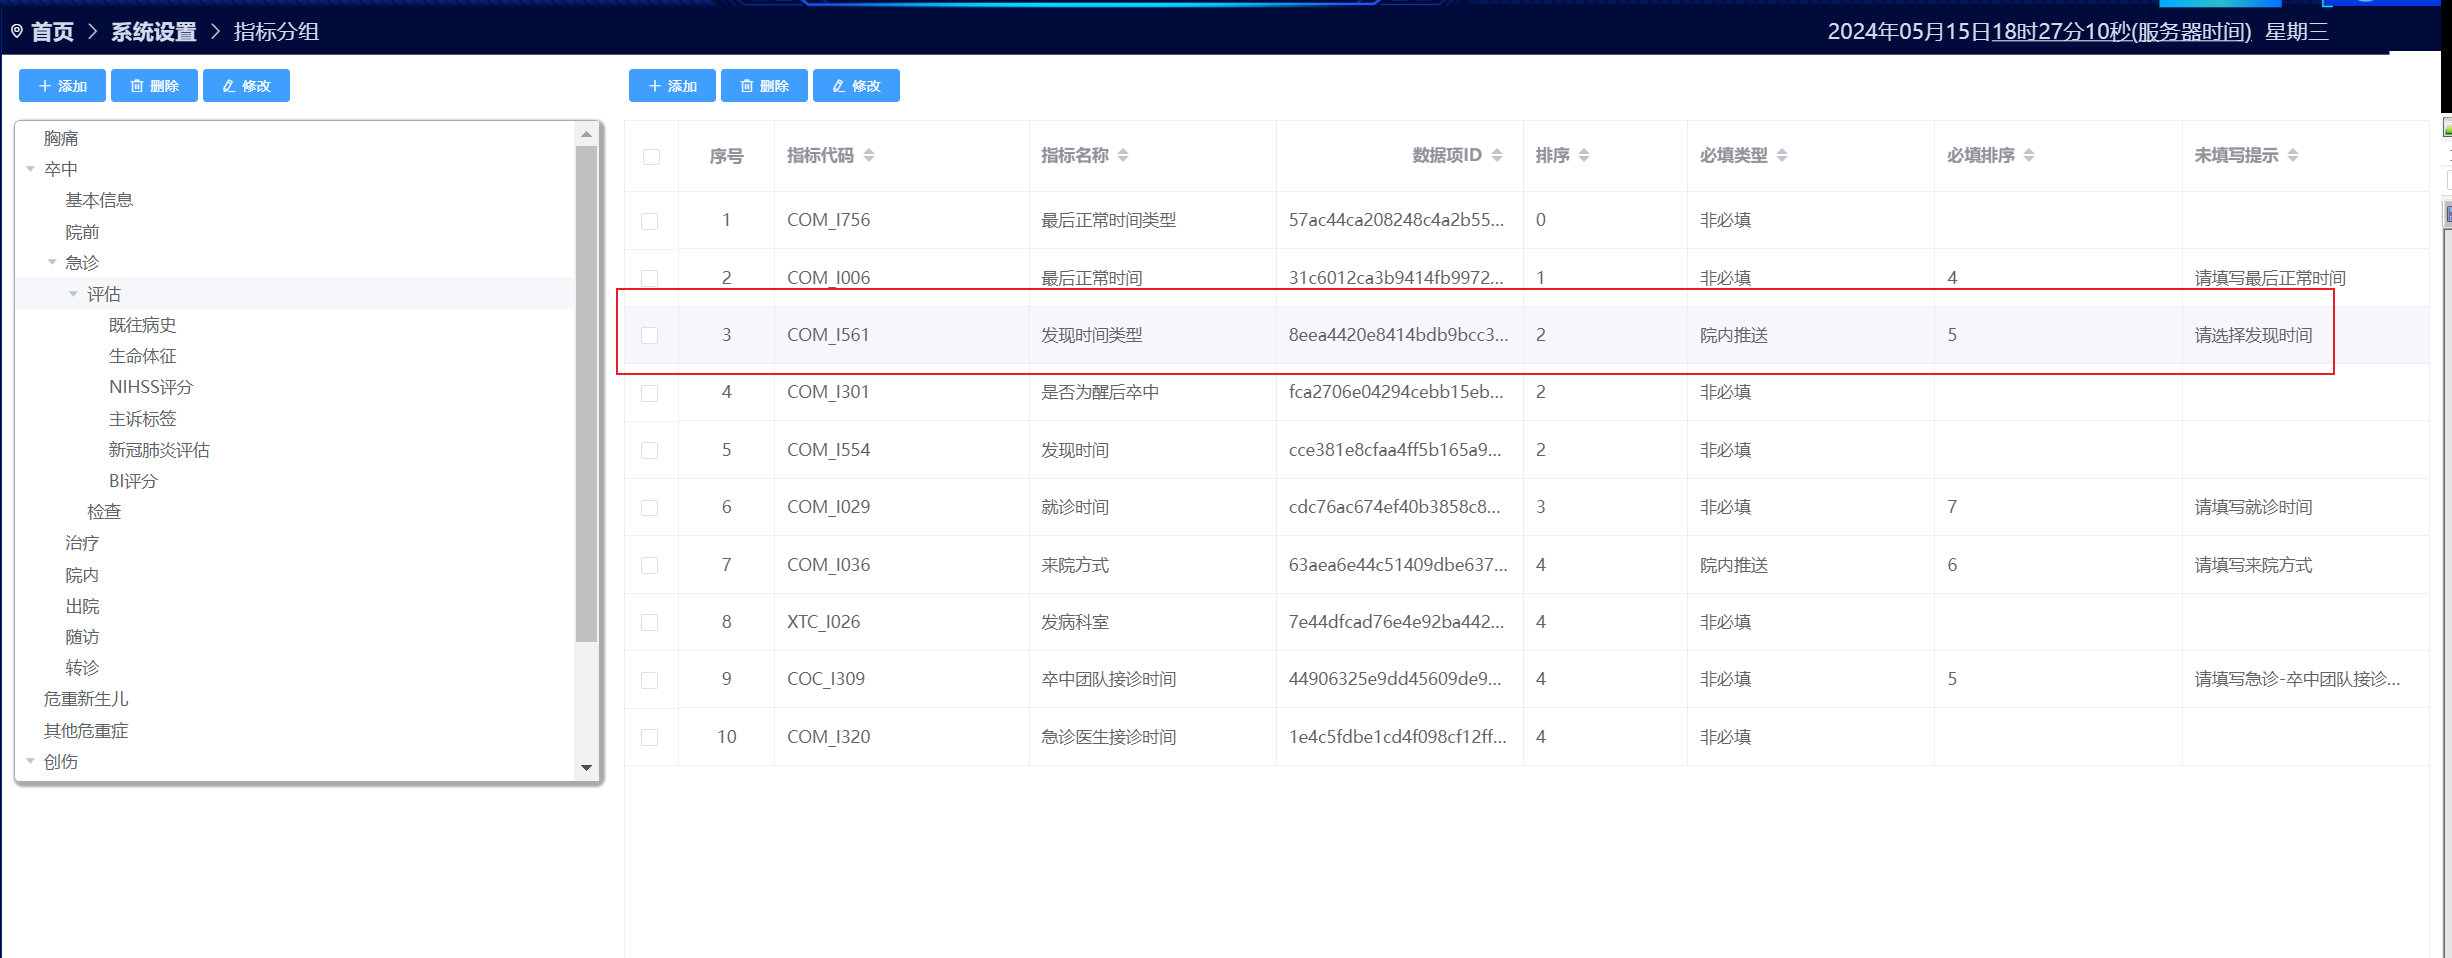 首页 > 系统设置 > 指标分组
2024年05月15日18时27分10秒(服务器时间) 星期三
添加 删除 修改
添加 删除 修改
胸痛
卒中
基本信息
院前
急诊
评估
既往病史
生命体征
NIHSS评分
主诉标签
新冠肺炎评估
BI评分
检查
治疗
院内
出院
随访
转诊
危重新生儿
其他危重症
创伤
序号 指标代码 指标名称 数据项ID 排序 必填类型 必填排序 未填写提示
1 COM_I756 最后正常时间类型 57ac44ca208248c4a2b55... 0 非必填
2 COM_I006 最后正常时间 31c6012ca3b9414fb9972... 1 非必填 4 请填写最后正常时间
3 COM_I561 发现时间类型 8eea4420e8414bdb9bcc3... 2 院内推送 5 请选择发现时间
4 COM_I301 是否为醒后卒中 fca2706e04294cebb15eb... 2 非必填
5 COM_I554 发现时间 cce381e8cfaa4ff5b165a9... 2 非必填
6 COM_I029 就诊时间 cdc76ac674ef40b3858c8... 3 非必填 7 请填写就诊时间
7 COM_I036 来院方式 63aea6e44c51409dbe637... 4 院内推送 6 请填写来院方式
8 XTC_I026 发病科室 7e44dfcad76e4e92ba442... 4 非必填
9 COC_I309 卒中团队接诊时间 44906325e9dd45609de9... 4 非必填 5 请填写急诊-卒中团队接诊...
10 COM_I320 急诊医生接诊时间 1e4c5fdbe1cd4f098cf12ff... 4 非必填